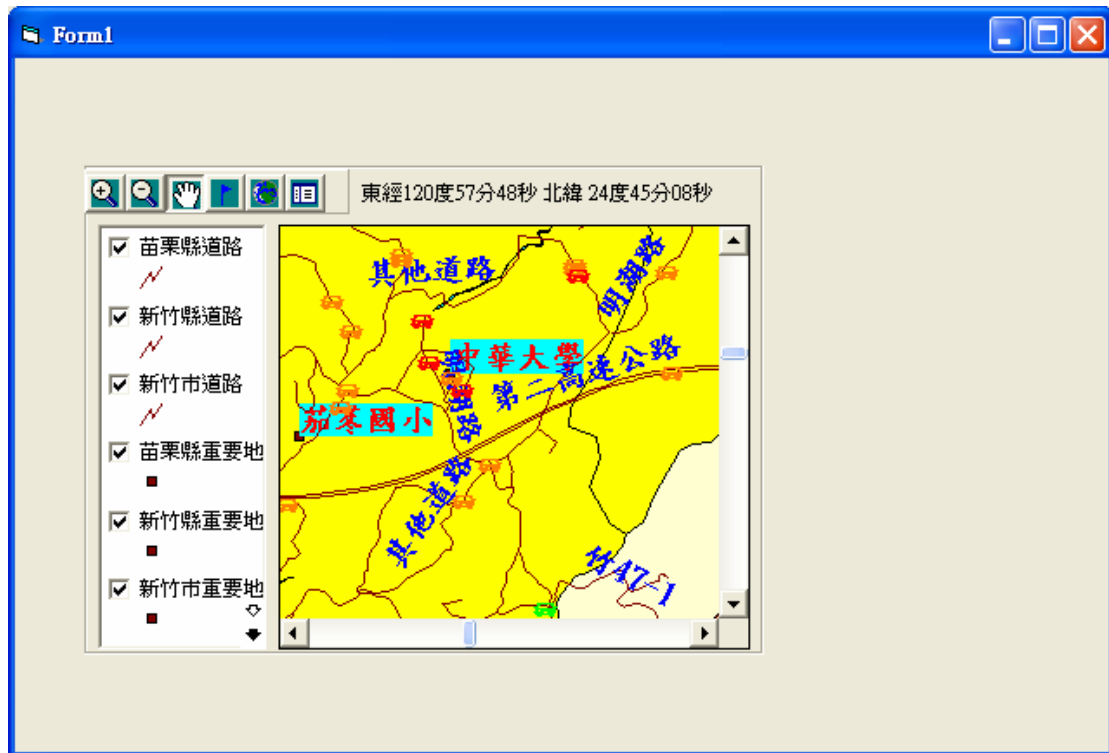 Form1
東經120度57分48秒 北緯 24度45分08秒
苗栗縣道路
新竹縣道路
新竹市道路
苗栗縣重要地
新竹縣重要地
新竹市重要地
其他道路
明湖路
中華大學
第二高速公路
茄苳國小
其他道路
竹47-1